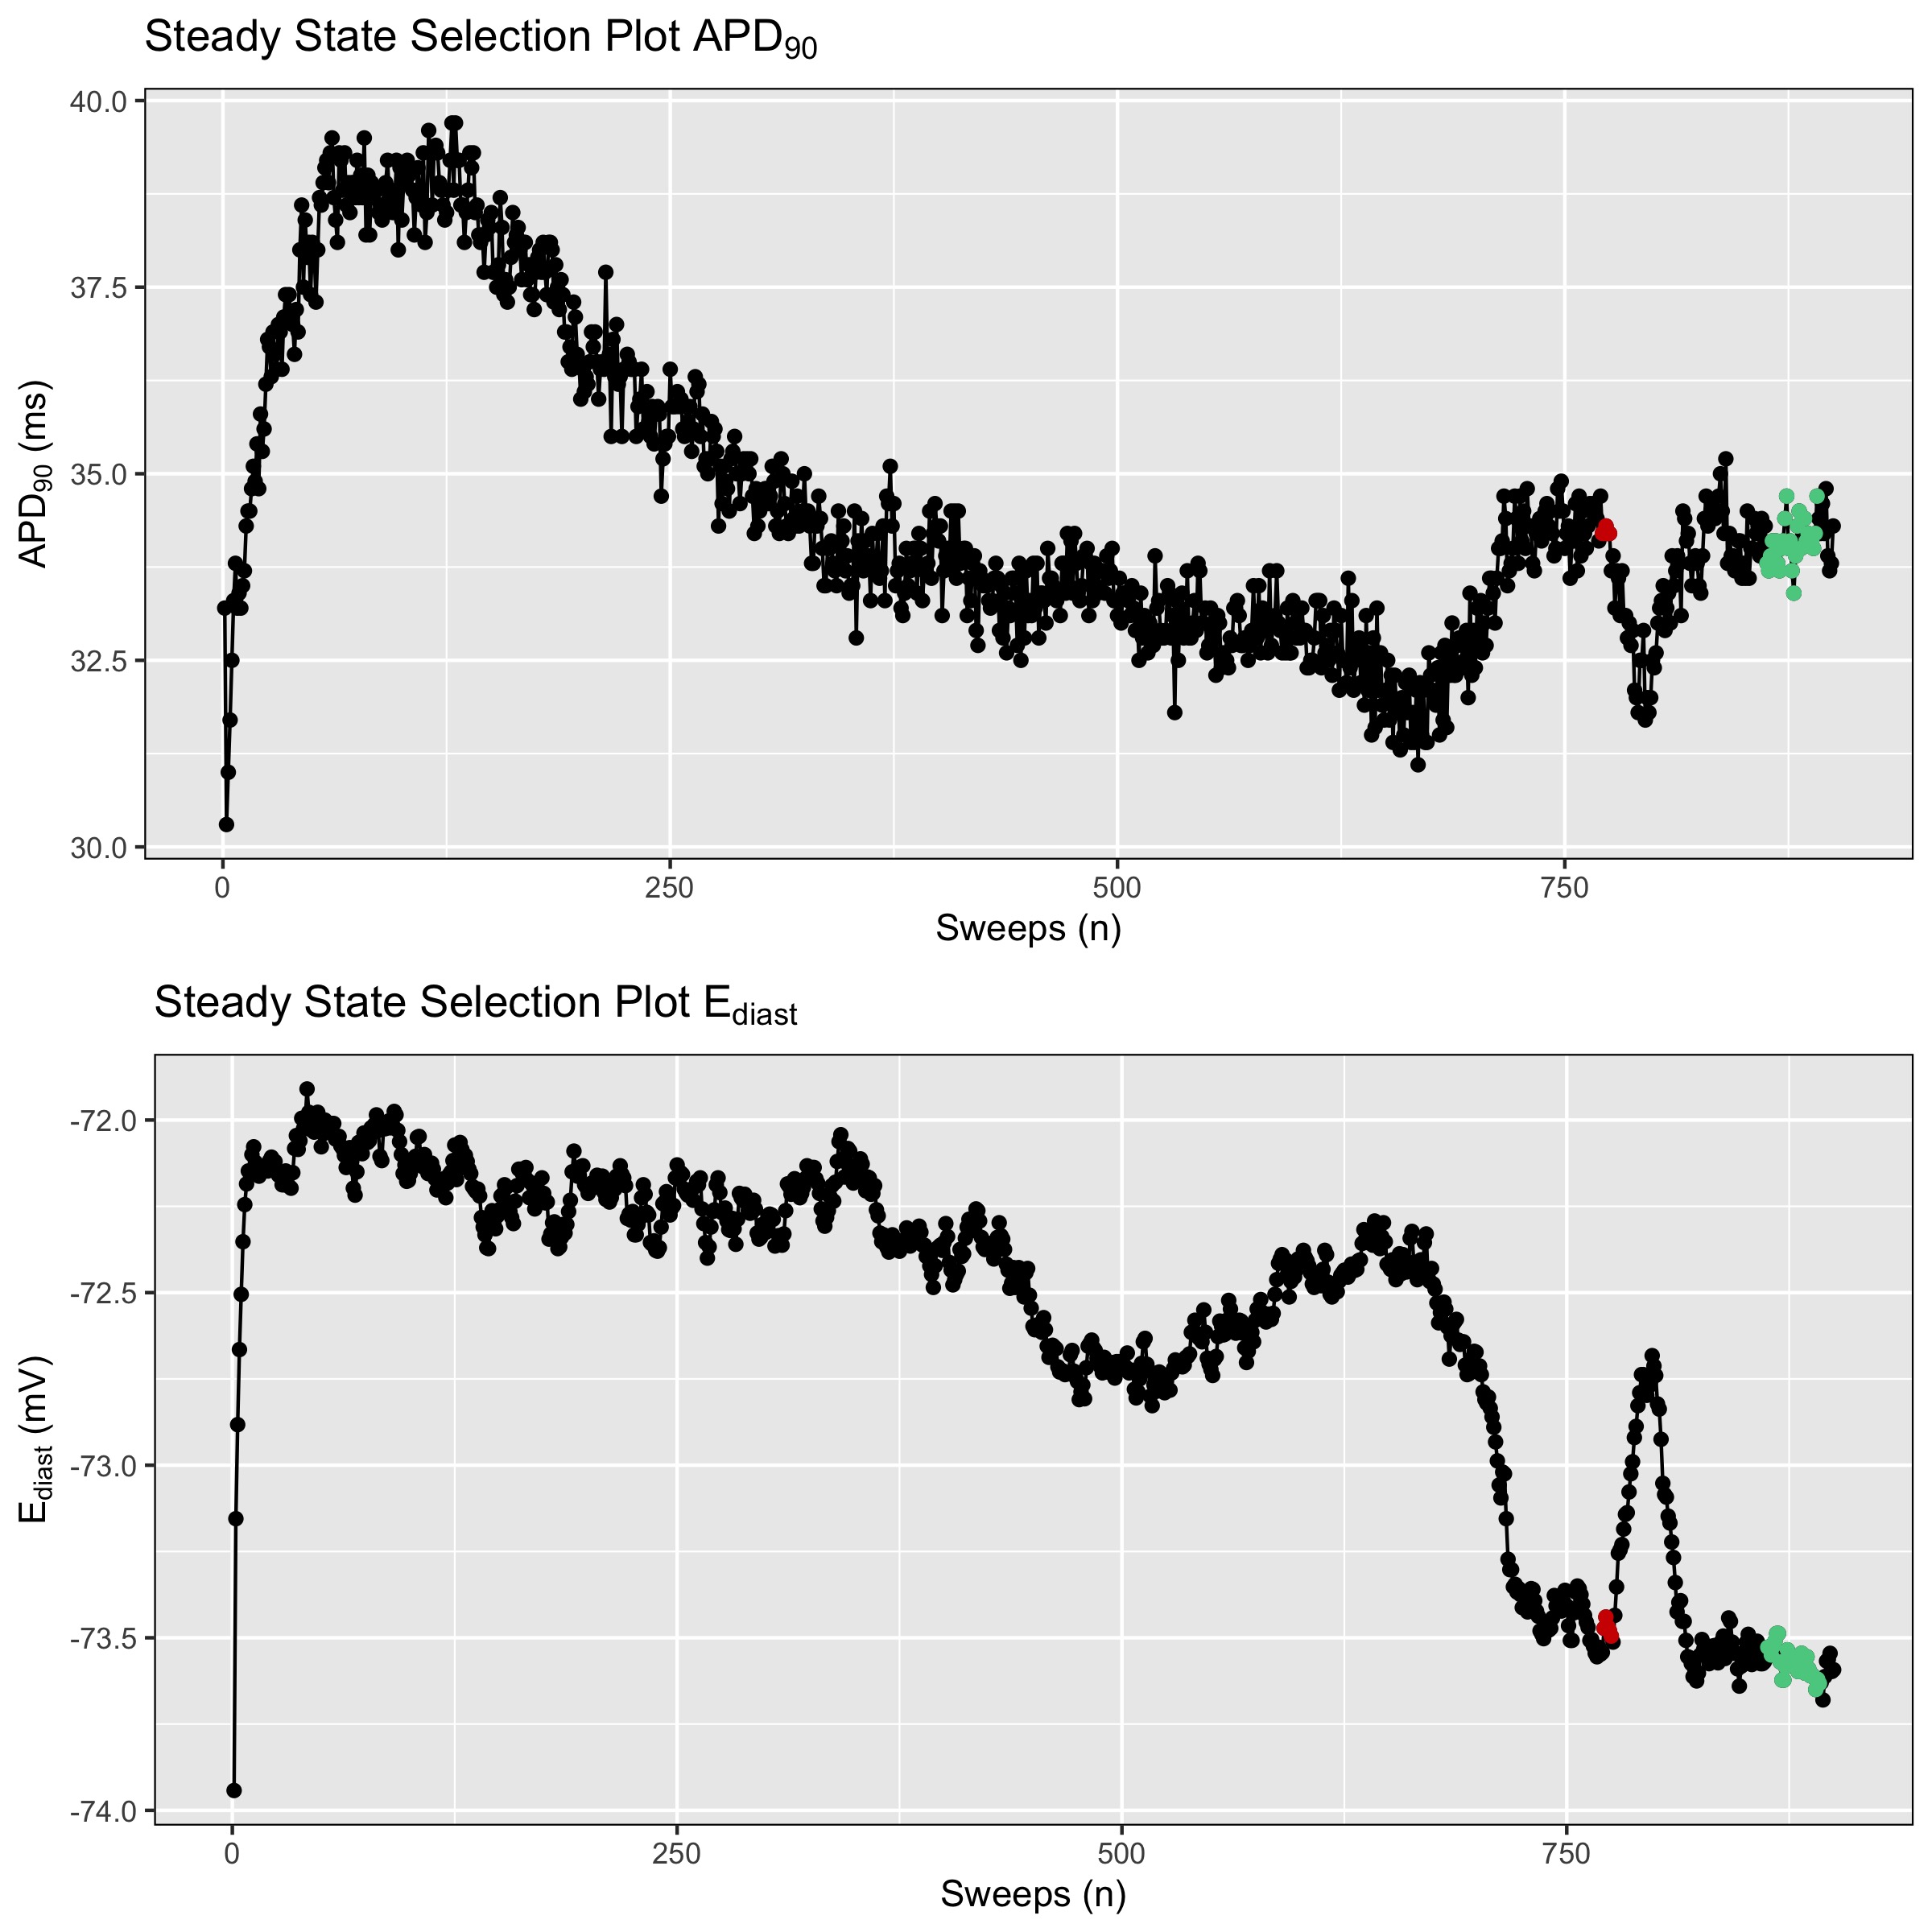 Steady State Selection Plot APD90
40.0
37.5
35.0
32.5
30.0
APD90 (ms)
0 250 500 750
Sweeps (n)
Steady State Selection Plot Ediast
-72.0
-72.5
-73.0
-73.5
-74.0
Ediast (mV)
0 250 500 750
Sweeps (n)